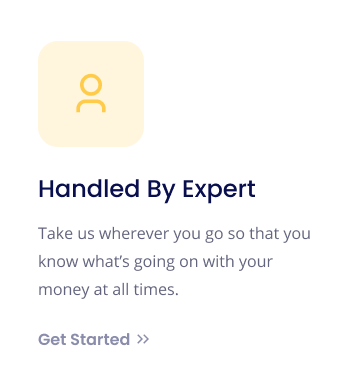 Handled By Expert
Take us wherever you go so that you
know what's going on with your
money at all times.
Get Started